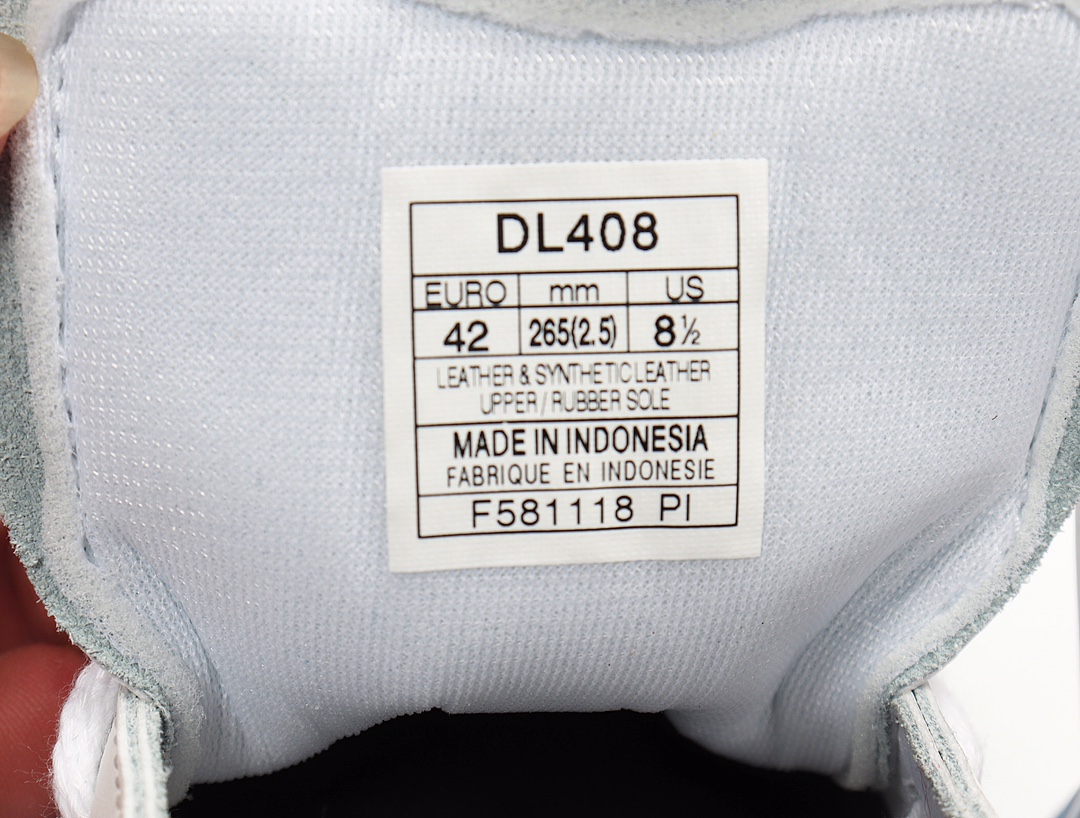 DL408
EURO mm US
42 265(2.5) 8½
LEATHER & SYNTHETIC LEATHER
UPPER / RUBBER SOLE
MADE IN INDONESIA
FABRIQUE EN INDONESIE
F581118 PI